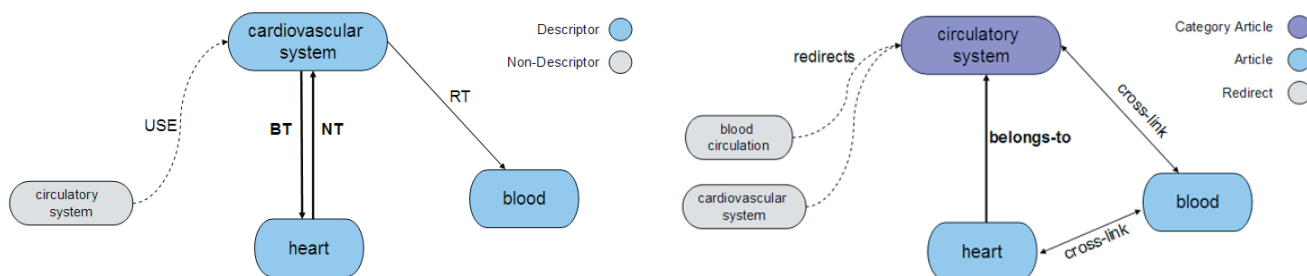 cardiovascular
system
Descriptor
Non-Descriptor
USE
BT
NT
RT
circulatory
system
blood
heart
circulatory
system
Category Article
Article
Redirect
redirects
blood
circulation
cardiovascular
system
belongs-to
cross-link
blood
heart
cross-link